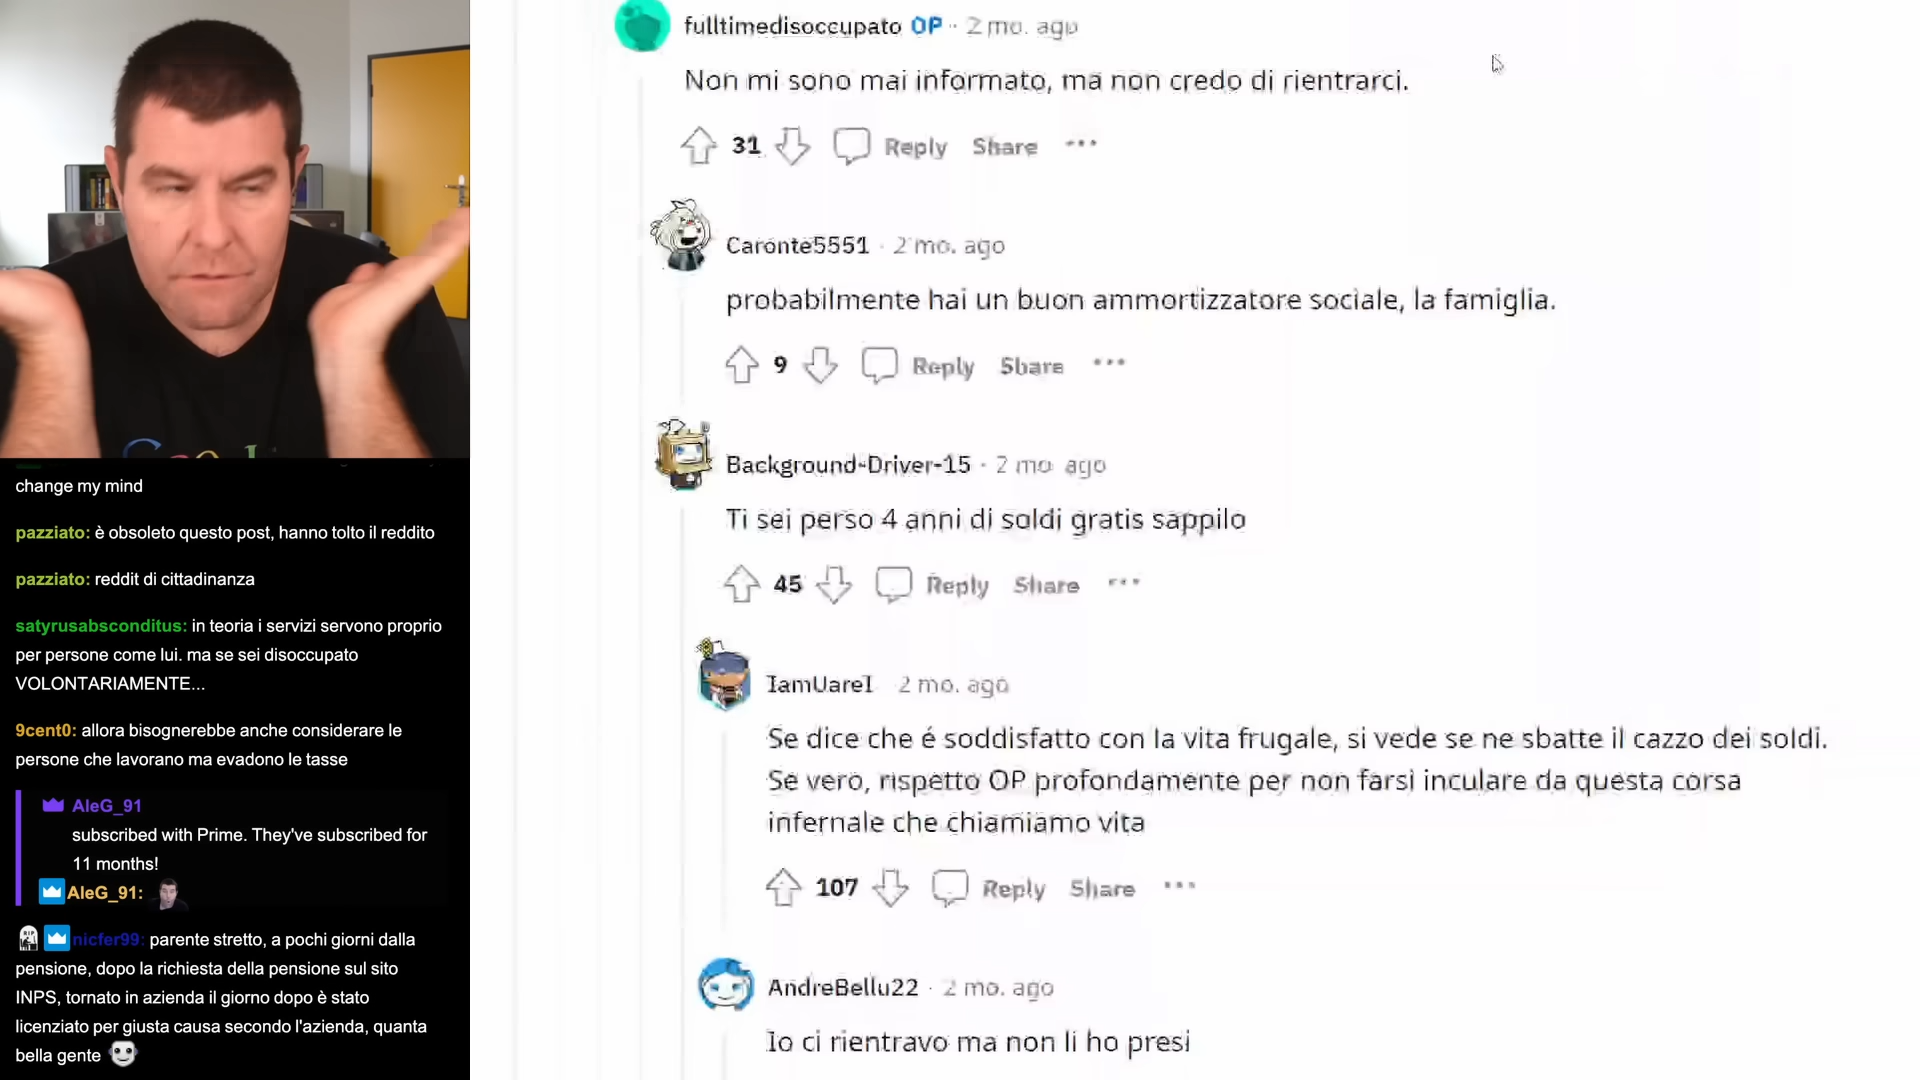 change my mind
pazziato: è obsoleto questo post, hanno tolto il reddito
pazziato: reddit di cittadinanza
satyrusabsconditus: in teoria i servizi servono proprio
per persone come lui. ma se sei disoccupato
VOLONTARIAMENTE...
9cent0: allora bisognerebbe anche considerare le
persone che lavorano ma evadono le tasse
AleG_91
subscribed with Prime. They've subscribed for
11 months!
AleG_91:
nicfer99: parente stretto, a pochi giorni dalla
pensione, dopo la richiesta della pensione sul sito
INPS, tornato in azienda il giorno dopo è stato
licenziato per giusta causa secondo l'azienda, quanta
bella gente
fulltimedisoccupato OP · 2 mo. ago
Non mi sono mai informato, ma non credo di rientrarci.
31 Reply Share ···
Caronte5551 · 2 mo. ago
probabilmente hai un buon ammortizzatore sociale, la famiglia.
9 Reply Share ···
Background-Driver-15 · 2 mo. ago
Ti sei perso 4 anni di soldi gratis sappilo
45 Reply Share ···
IamUareI · 2 mo. ago
Se dice che é soddisfatto con la vita frugale, si vede se ne sbatte il cazzo dei soldi.
Se vero, rispetto OP profondamente per non farsi inculare da questa corsa
infernale che chiamiamo vita
107 Reply Share ···
AndreBellu22 · 2 mo. ago
Io ci rientravo ma non li ho presi